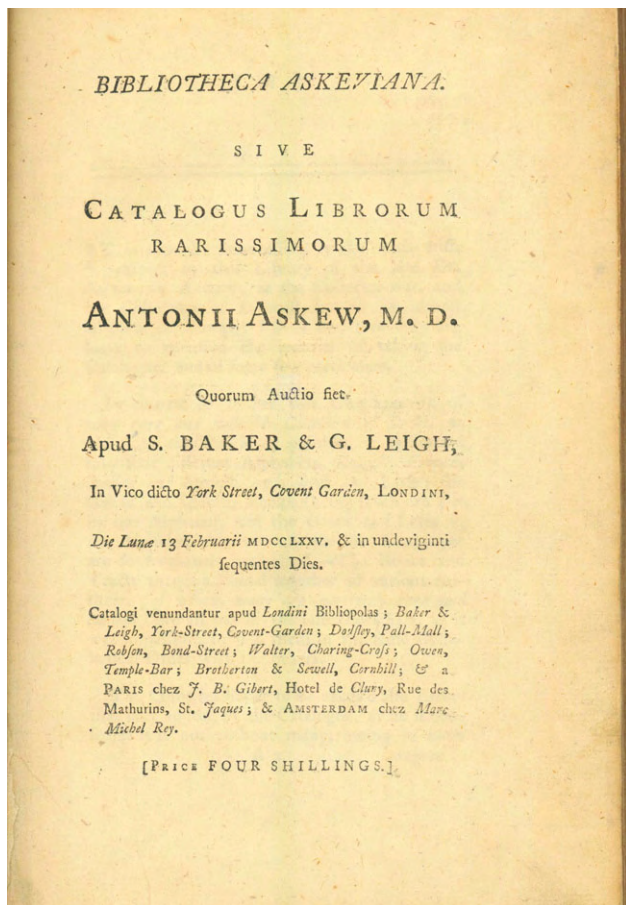 BIBLIOTHECA ASKEVIANA.
SIVE
CATALOGUS LIBRORUM
RARISSIMORUM
ANTONII ASKEW, M. D.
Quorum Auctio fiet
Apud S. BAKER & G. LEIGH,
In Vico dicto York Street, Covent Garden, LONDINI,
Die Lunæ 13 Februarii MDCCLXXV. & in undeviginti
ſequentes Dies.
Catalogi venundantur apud Londini Bibliopolas ; Baker &
Leigh, York-Street, Covent-Garden ; Dodſley, Pall-Mall ;
Robſon, Bond-Street ; Walter, Charing-Croſs ; Owen,
Temple-Bar ; Brotherton & Sewell, Cornhill ; & a
PARIS chez J. B. Gibert, Hotel de Cluny, Rue des
Mathurins, St. Jaques ; & AMSTERDAM chez Marc
Michel Rey.
[PRICE FOUR SHILLINGS.]